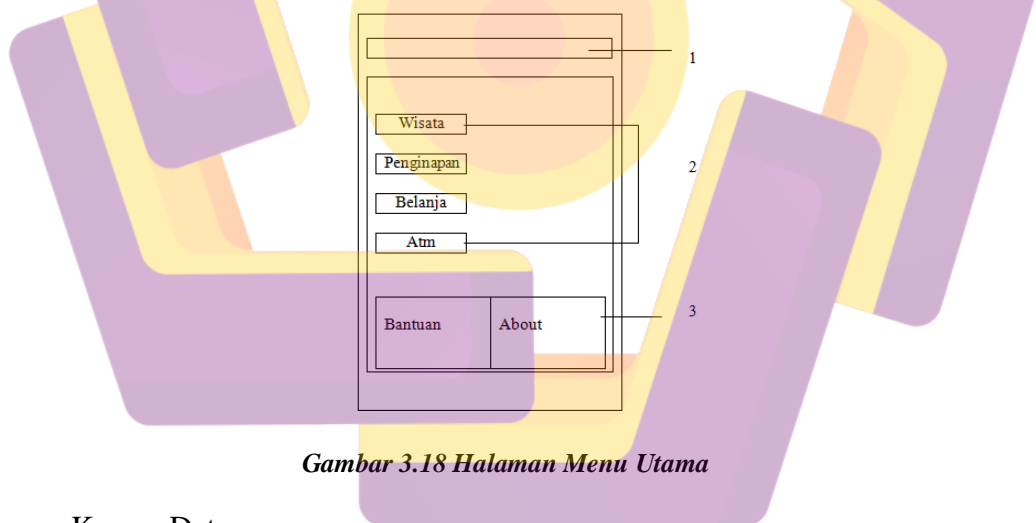 1
Wisata
Penginapan
2
Belanja
Atm
Bantuan About
3
Gambar 3.18 Halaman Menu Utama